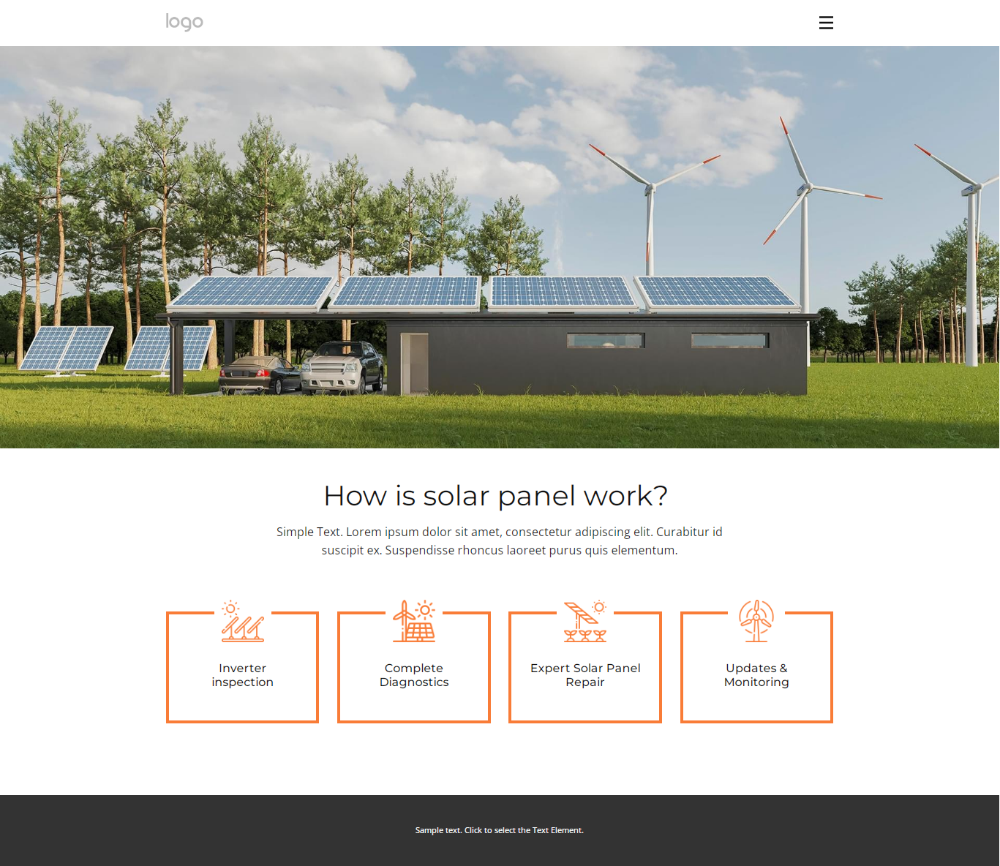 logo
How is solar panel work?
Simple Text. Lorem ipsum dolor sit amet, consectetur adipiscing elit. Curabitur id
suscipit ex. Suspendisse rhoncus laoreet purus quis elementum.
Inverter
inspection
Complete
Diagnostics
Expert Solar Panel
Repair
Updates &
Monitoring
Sample text. Click to select the Text Element.